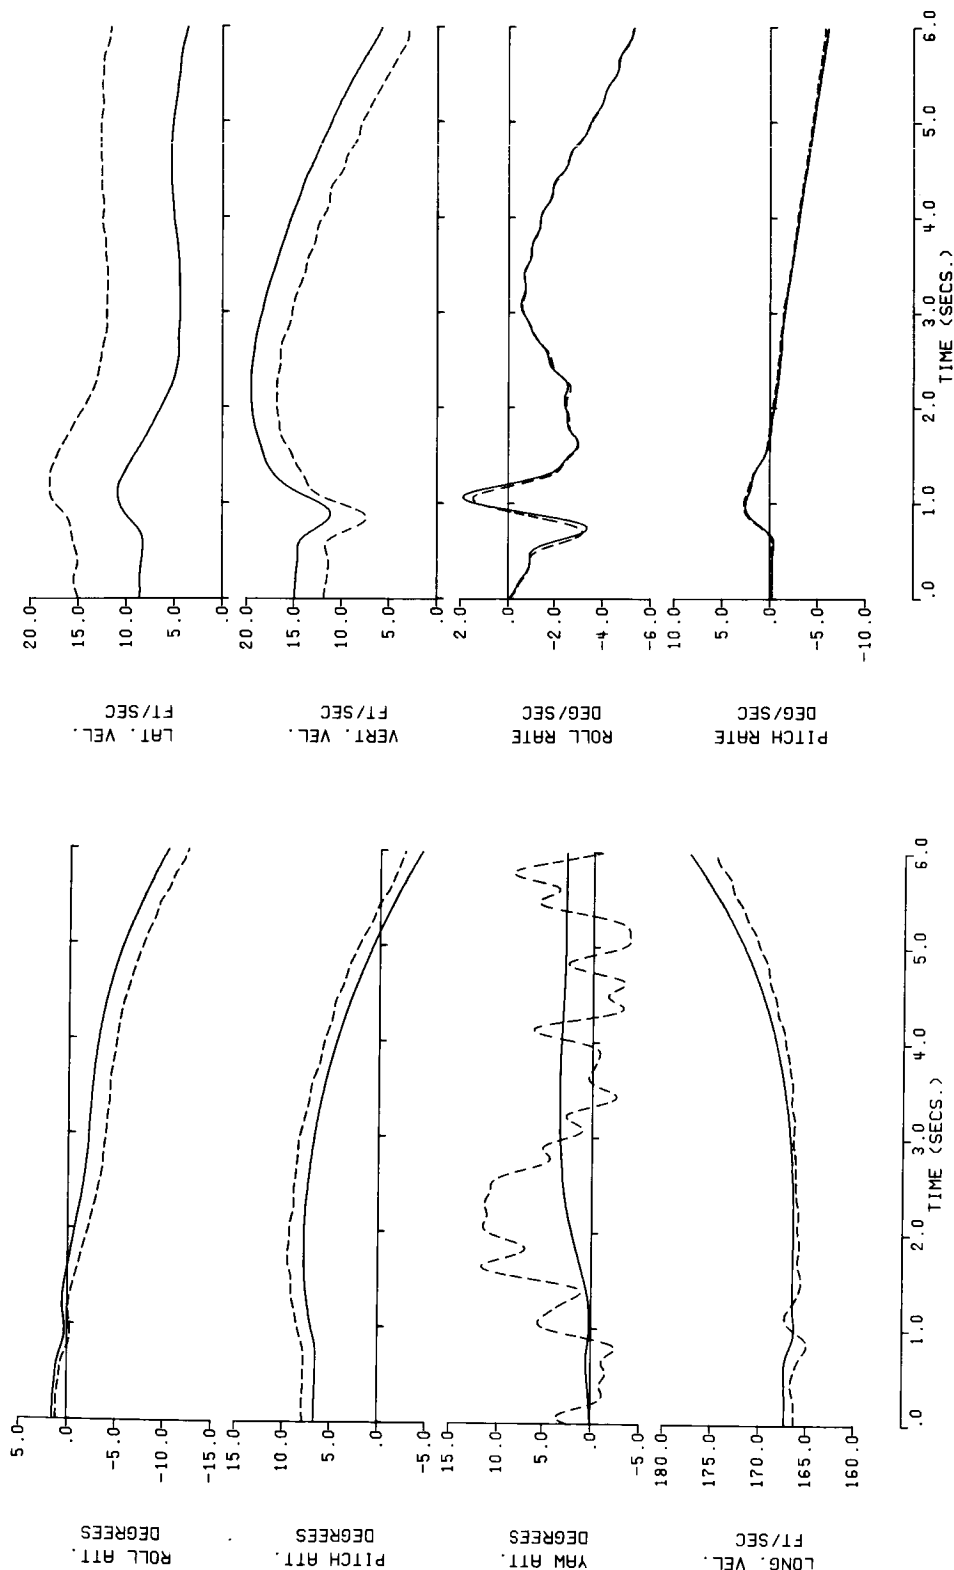 LAT. VEL.
FT/SEC
20.0
15.0
10.0
5.0
.0
VERT. VEL.
FT/SEC
20.0
15.0
10.0
5.0
.0
ROLL RATE
DEG/SEC
2.0
.0
-2.0
-4.0
-6.0
PITCH RATE
DEG/SEC
10.0
5.0
.0
-5.0
-10.0
.0 1.0 2.0 3.0 4.0 5.0 6.0
TIME (SECS.)
ROLL ATT.
DEGREES
5.0
.0
-5.0
-10.0
-15.0
PITCH ATT.
DEGREES
15.0
10.0
5.0
.0
-5.0
YAW ATT.
DEGREES
15.0
10.0
5.0
.0
-5.0
LONG. VEL.
FT/SEC
180.0
175.0
170.0
165.0
160.0
.0 1.0 2.0 3.0 4.0 5.0 6.0
TIME (SECS.)